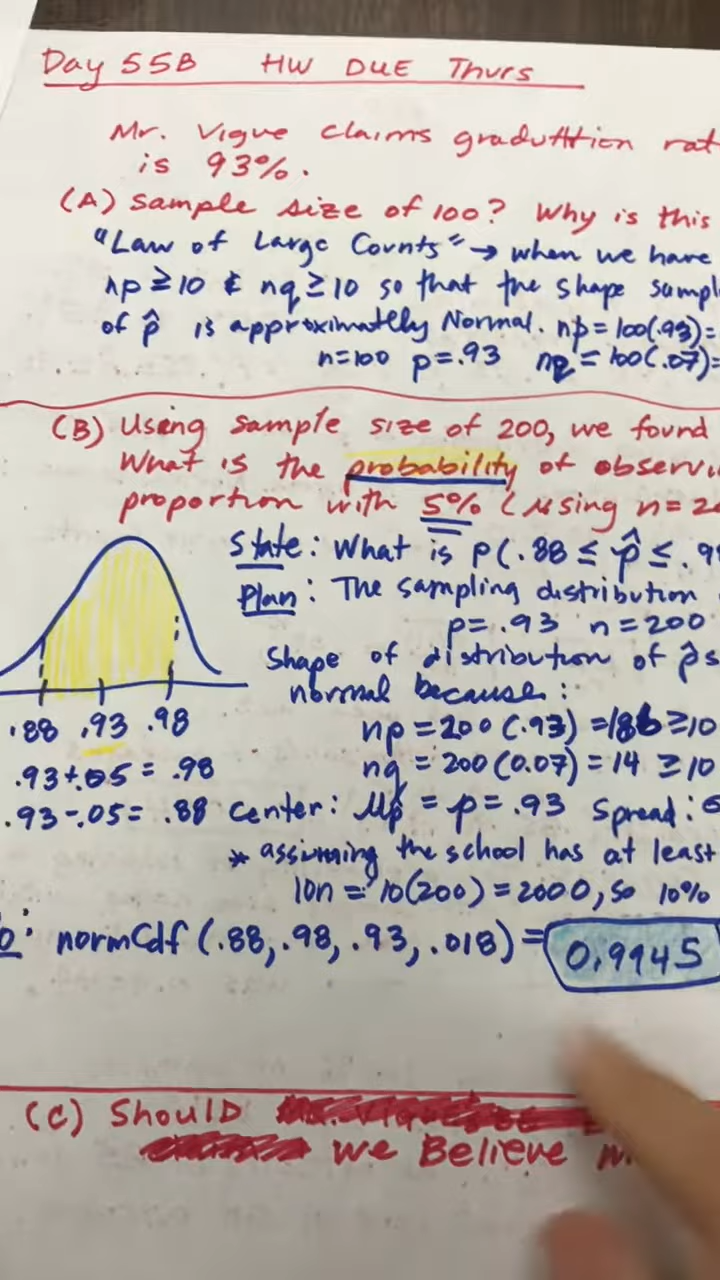 Day 55B HW DUE Thurs
Mr. Vigue claims graduation rat
is 93%.
(A) Sample size of 100? Why is this
"Law of Large Counts" → when we have
np ≥ 10 & nq ≥ 10 so that the shape sampl
of p̂ is approximately Normal. np = 100(.93) =
n=100 p=.93 nq = 100(.07) =
(B) Using sample size of 200, we found
What is the probability of observi
proportion with 5% (using n=20
State: What is P(.88 ≤ p̂ ≤ .9
Plan: The sampling distribution
p=.93 n=200
Shape of distribution of p̂s
normal because:
.88 .93 .98
np = 200(.93) = 186 ≥ 10
nq = 200(0.07) = 14 ≥ 10
.93+.05 = .98
.93-.05 = .88
Center: μp̂ = p = .93 Spread: σ
* assuming the school has at least
10n = 10(200) = 2000, so 10%
o: normCdf(.88, .98, .93, .018) = 0.9945
(C) Should
we Believe